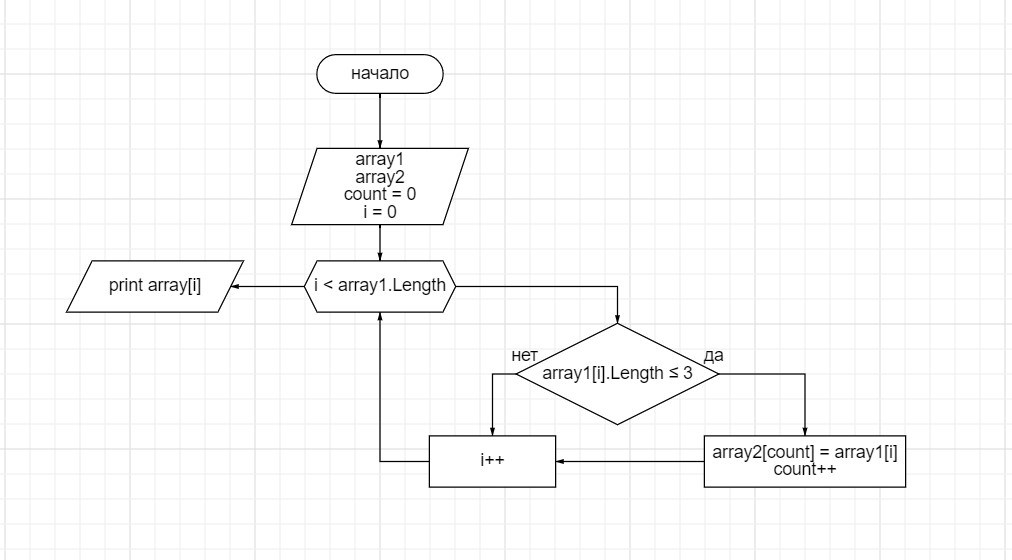 начало
array1
array2
count = 0
i = 0
print array[i]
i < array1.Length
нет
да
array1[i].Length ≤ 3
i++
array2[count] = array1[i]
count++